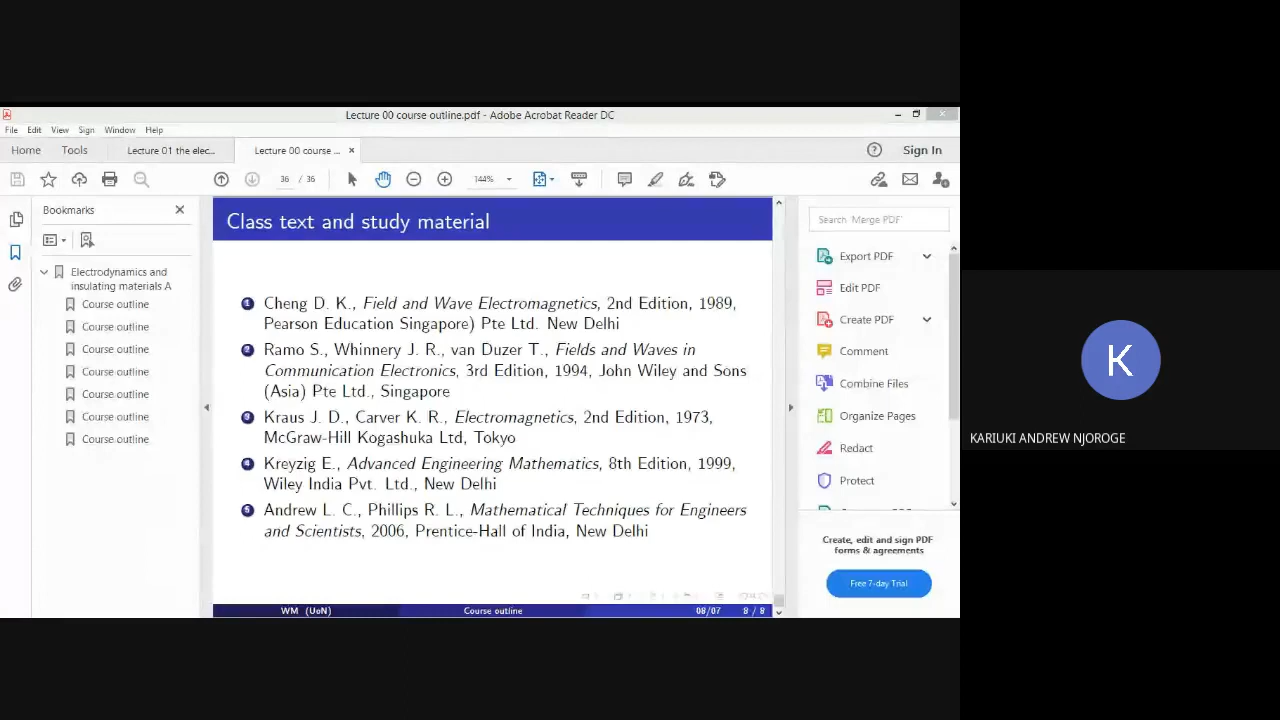 Lecture 00 course outline.pdf - Adobe Acrobat Reader DC
File Edit View Sign Window Help
Home Tools Lecture 01 the elec... Lecture 00 course ... × ? Sign In
36 / 36 144%
Bookmarks
Electrodynamics and
insulating materials A
Course outline
Course outline
Course outline
Course outline
Course outline
Course outline
Course outline
Class text and study material
1 Cheng D. K., Field and Wave Electromagnetics, 2nd Edition, 1989,
Pearson Education Singapore) Pte Ltd. New Delhi
2 Ramo S., Whinnery J. R., van Duzer T., Fields and Waves in
Communication Electronics, 3rd Edition, 1994, John Wiley and Sons
(Asia) Pte Ltd., Singapore
3 Kraus J. D., Carver K. R., Electromagnetics, 2nd Edition, 1973,
McGraw-Hill Kogashuka Ltd, Tokyo
4 Kreyzig E., Advanced Engineering Mathematics, 8th Edition, 1999,
Wiley India Pvt. Ltd., New Delhi
5 Andrew L. C., Phillips R. L., Mathematical Techniques for Engineers
and Scientists, 2006, Prentice-Hall of India, New Delhi
WM (UoN) Course outline 08/07 8 / 8
Search 'Merge PDF'
Export PDF
Edit PDF
Create PDF
Comment
Combine Files
Organize Pages
Redact
Protect
Create, edit and sign PDF
forms & agreements
Free 7-day Trial
K
KARIUKI ANDREW NJOROGE